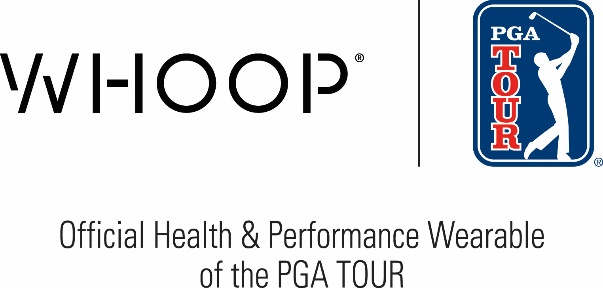 WHOOP®
PGA
TOUR®
Official Health & Performance Wearable
of the PGA TOUR